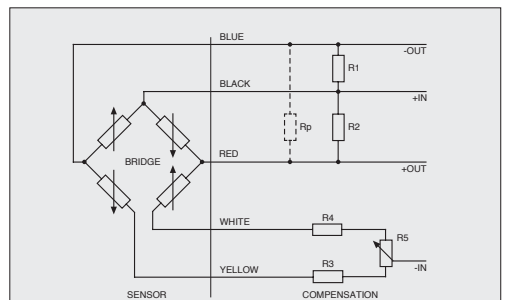 BLUE
-OUT
R1
BLACK
+IN
Rp
R2
BRIDGE
RED
+OUT
WHITE
R4
R5
-IN
YELLOW
R3
SENSOR
COMPENSATION